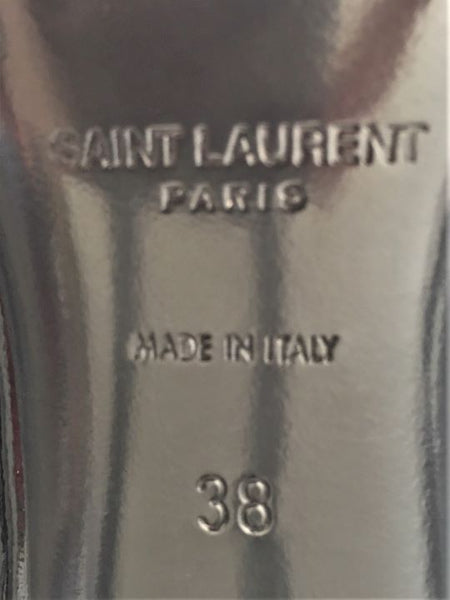 SAINT LAURENT
PARIS
MADE IN ITALY
38